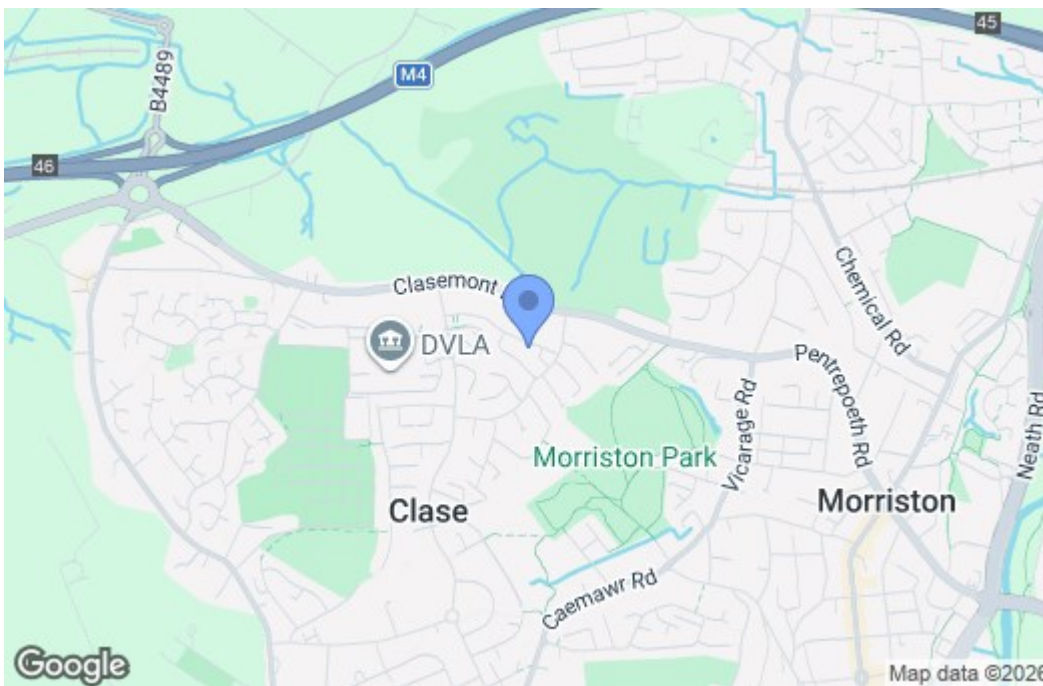 45
M4
B4489
46
Clasemont
Chemical Rd
DVLA
Pentrepoeth Rd
Vicarage Rd
Neath Rd
Morriston Park
Clase
Morriston
Caemawr Rd
Google
Map data ©2026